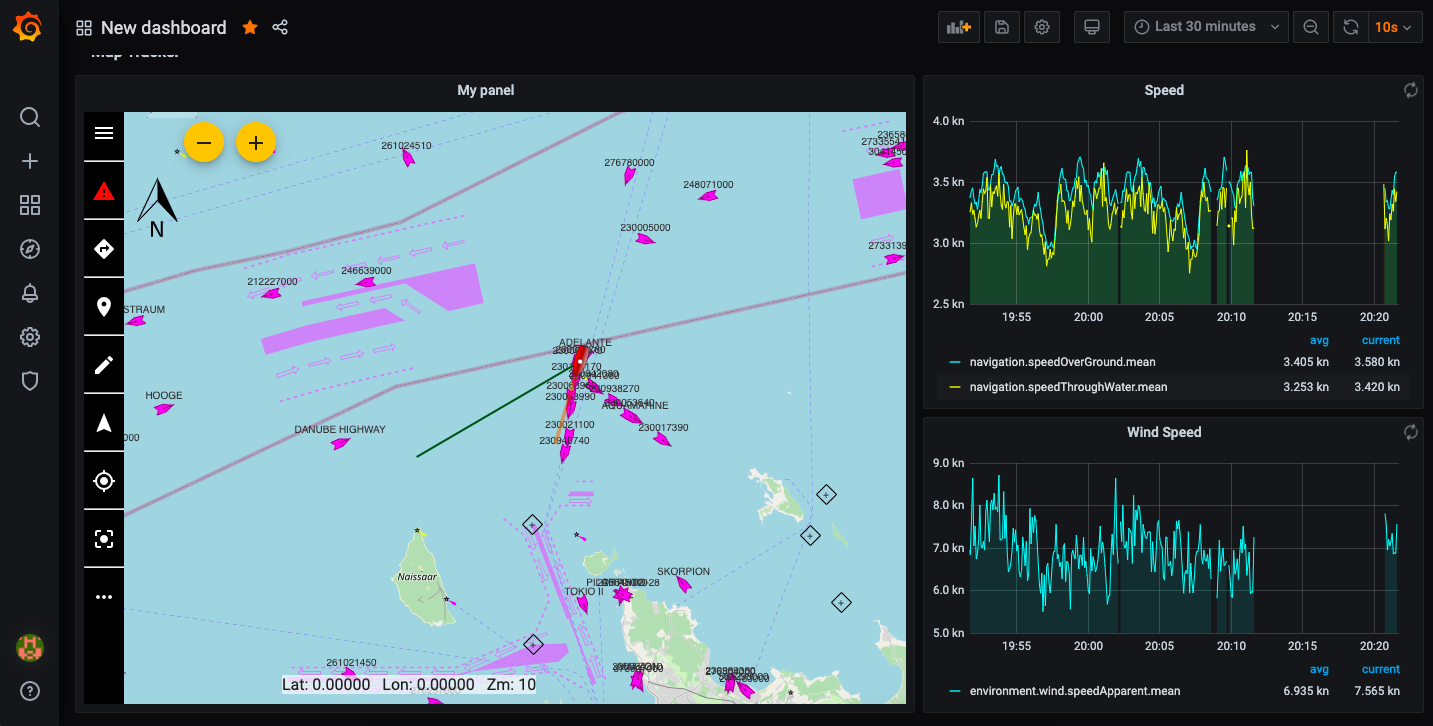 New dashboard
Last 30 minutes
10s
My panel
261024510
276780000
248071000
230005000
246639000
212227000
STRAUM
HOOGE
000
DANUBE HIGHWAY
ADELANTE
AQUAMARINE
230017390
230021100
230940740
N
Naissaar
SKORPION
TOKIO II
261021450
Lat: 0.00000 Lon: 0.00000 Zm: 10
Speed
4.0 kn
3.5 kn
3.0 kn
2.5 kn
19:55 20:00 20:05 20:10 20:15 20:20
avg current
navigation.speedOverGround.mean 3.405 kn 3.580 kn
navigation.speedThroughWater.mean 3.253 kn 3.420 kn
Wind Speed
9.0 kn
8.0 kn
7.0 kn
6.0 kn
5.0 kn
19:55 20:00 20:05 20:10 20:15 20:20
avg current
environment.wind.speedApparent.mean 6.935 kn 7.565 kn